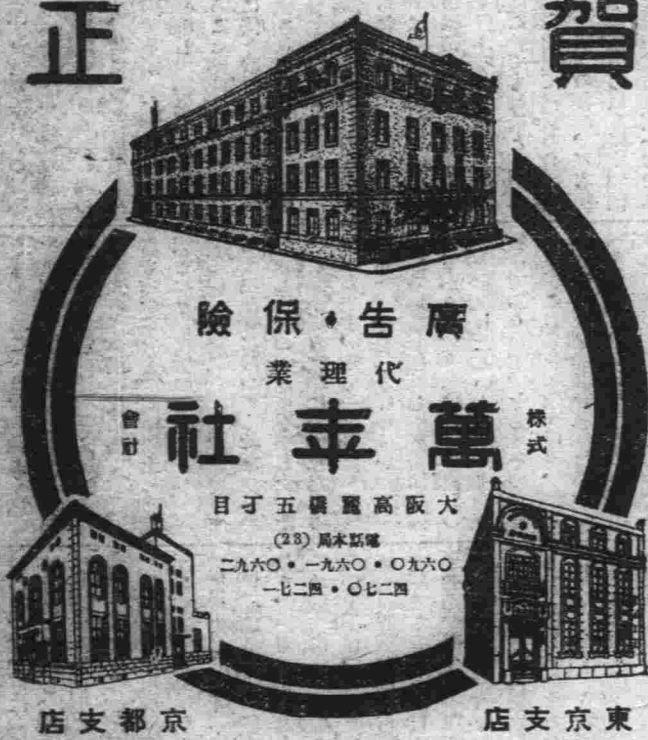 賀正
廣告・保險
代理業
株式
萬年社
會社
大阪高麗橋五丁目
電話本局(23)
〇六九〇・〇六九一・〇六九二
四二七〇・四二七一
東京支店
京都支店